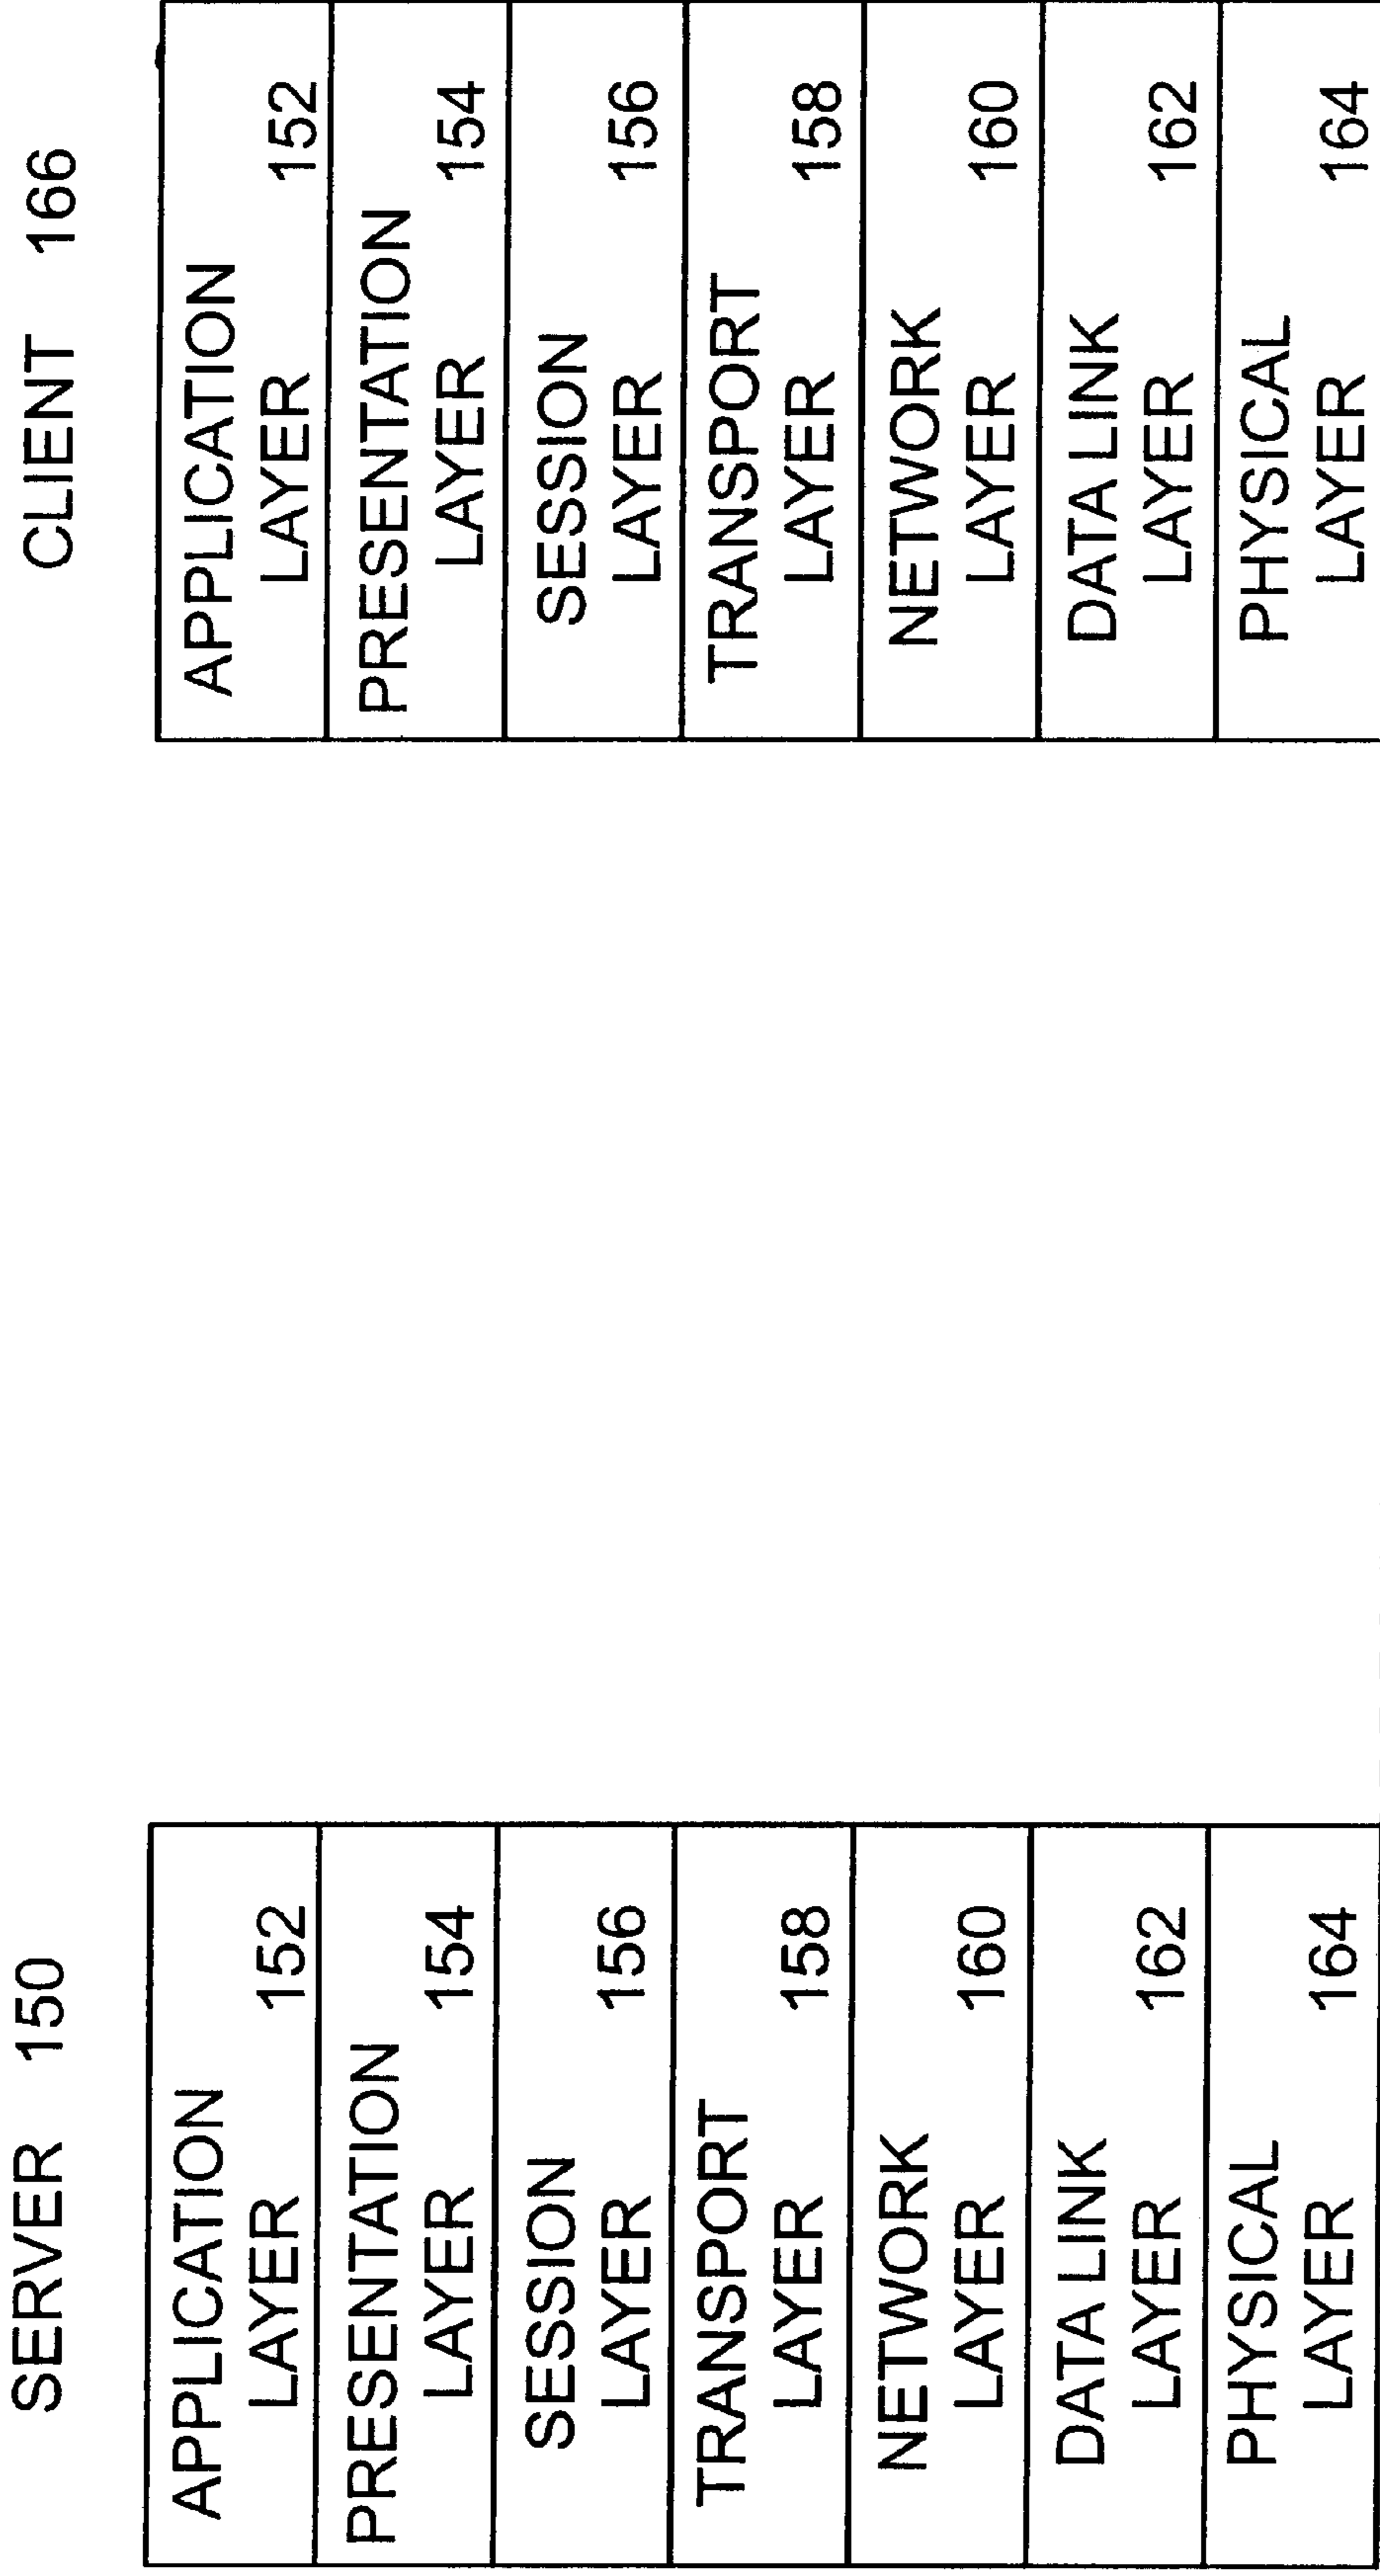 SERVER 150
APPLICATION
LAYER 152
PRESENTATION
LAYER 154
SESSION
LAYER 156
TRANSPORT
LAYER 158
NETWORK
LAYER 160
DATA LINK
LAYER 162
PHYSICAL
LAYER 164
CLIENT 166
APPLICATION
LAYER 152
PRESENTATION
LAYER 154
SESSION
LAYER 156
TRANSPORT
LAYER 158
NETWORK
LAYER 160
DATA LINK
LAYER 162
PHYSICAL
LAYER 164